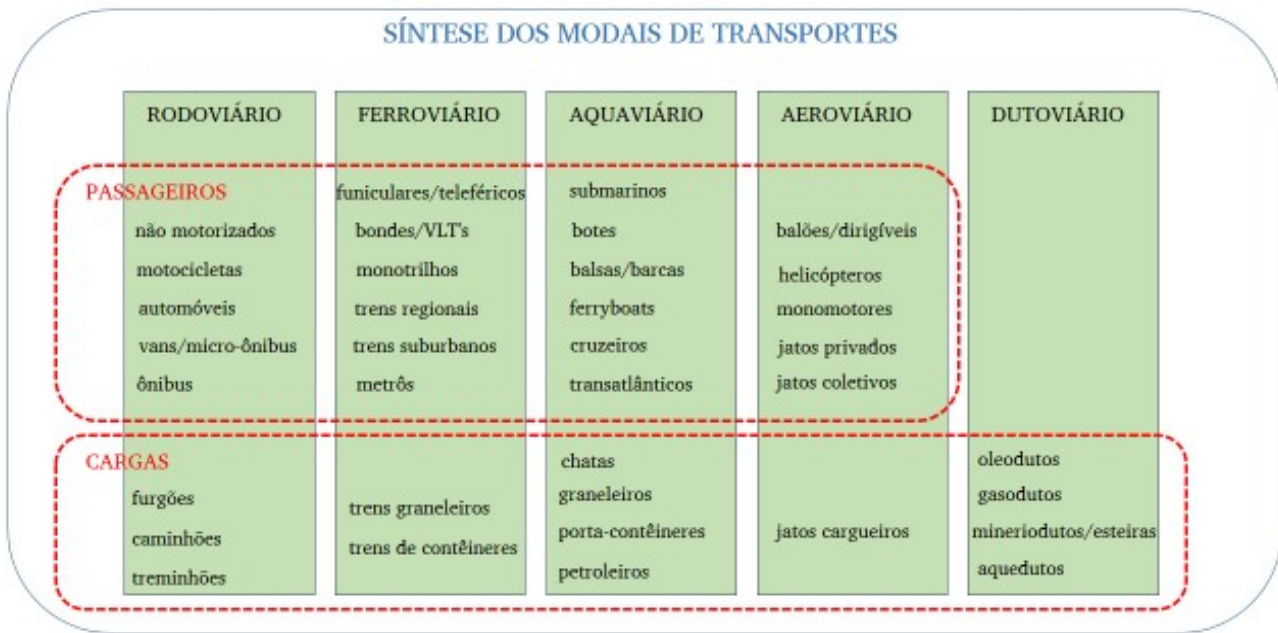 SÍNTESE DOS MODAIS DE TRANSPORTES
RODOVIÁRIO
FERROVIÁRIO
AQUAVIÁRIO
AEROVIÁRIO
DUTOVIÁRIO
PASSAGEIROS
não motorizados
motocicletas
automóveis
vans/micro-ônibus
ônibus
funiculares/teleféricos
bondes/VLT's
monotrilhos
trens regionais
trens suburbanos
metrôs
submarinos
botes
balsas/barcas
ferryboats
cruzeiros
transatlânticos
balões/dirigíveis
helicópteros
monomotores
jatos privados
jatos coletivos
CARGAS
furgões
caminhões
treminhões
trens graneleiros
trens de contêineres
chatas
graneleiros
porta-contêineres
petroleiros
jatos cargueiros
oleodutos
gasodutos
mineriodutos/esteiras
aquedutos